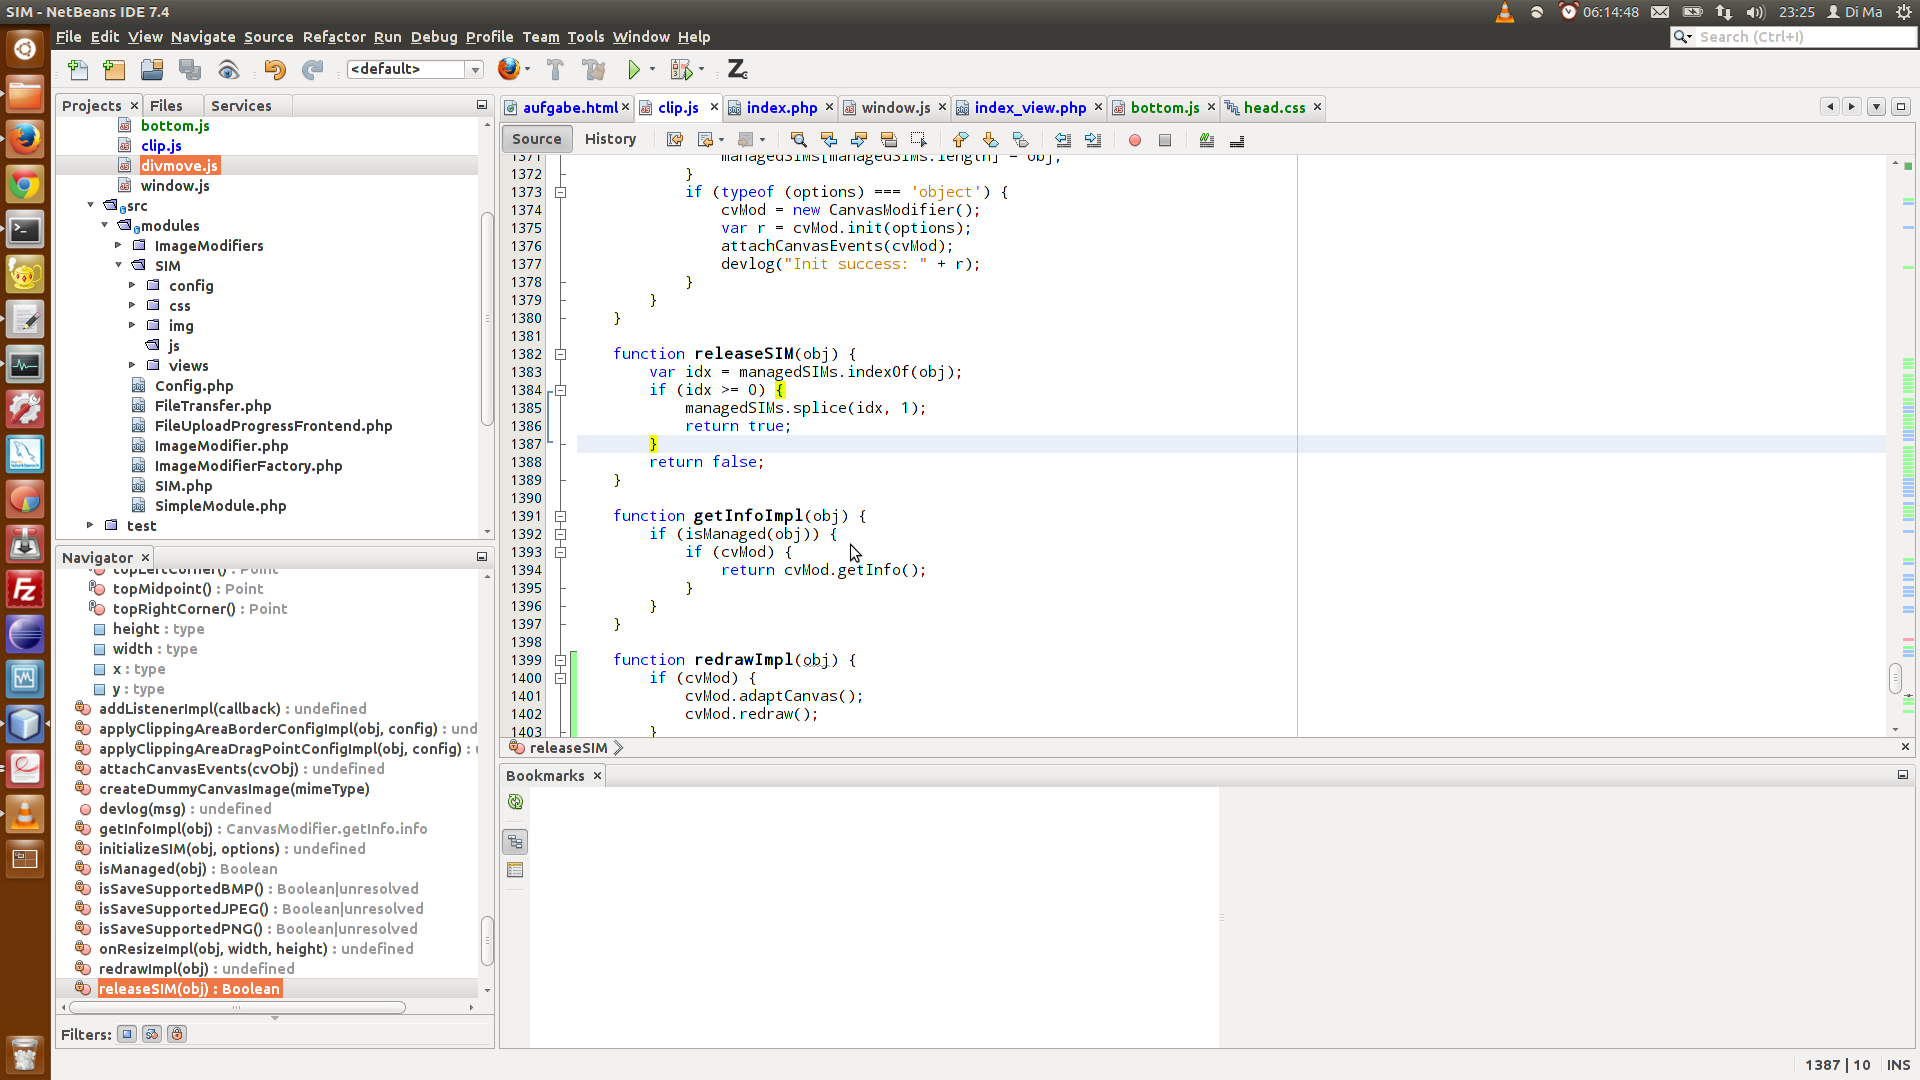 SIM - NetBeans IDE 7.4
06:14:48
23:25
Di Ma
File Edit View Navigate Source Refactor Run Debug Profile Team Tools Window Help
Search (Ctrl+I)
<default>
Projects
Files
Services
bottom.js
clip.js
divmove.js
window.js
src
modules
ImageModifiers
SIM
config
css
img
js
views
Config.php
FileTransfer.php
FileUploadProgressFrontend.php
ImageModifier.php
ImageModifierFactory.php
SIM.php
SimpleModule.php
test
Navigator
topLeftCorner() : Point
topMidpoint() : Point
topRightCorner() : Point
height : type
width : type
x : type
y : type
addListenerImpl(callback) : undefined
applyClippingAreaBorderConfigImpl(obj, config) : und
applyClippingAreaDragPointConfigImpl(obj, config) : u
attachCanvasEvents(cvObj) : undefined
createDummyCanvasImage(mimeType)
devlog(msg) : undefined
getInfoImpl(obj) : CanvasModifier.getInfo.info
initializeSIM(obj, options) : undefined
isManaged(obj) : Boolean
isSaveSupportedBMP() : Boolean|unresolved
isSaveSupportedJPEG() : Boolean|unresolved
isSaveSupportedPNG() : Boolean|unresolved
onResizeImpl(obj, width, height) : undefined
redrawImpl(obj) : undefined
releaseSIM(obj) : Boolean
Filters:
aufgabe.html
clip.js
index.php
window.js
index_view.php
bottom.js
head.css
Source
History
1371 managedSIMs[managedSIMs.length] = obj;
1372 }
1373 if (typeof (options) === 'object') {
1374 cvMod = new CanvasModifier();
1375 var r = cvMod.init(options);
1376 attachCanvasEvents(cvMod);
1377 devlog("Init success: " + r);
1378 }
1379 }
1380 }
1381
1382 function releaseSIM(obj) {
1383 var idx = managedSIMs.indexOf(obj);
1384 if (idx >= 0) {
1385 managedSIMs.splice(idx, 1);
1386 return true;
1387 }
1388 return false;
1389 }
1390
1391 function getInfoImpl(obj) {
1392 if (isManaged(obj)) {
1393 if (cvMod) {
1394 return cvMod.getInfo();
1395 }
1396 }
1397 }
1398
1399 function redrawImpl(obj) {
1400 if (cvMod) {
1401 cvMod.adaptCanvas();
1402 cvMod.redraw();
1403 }
releaseSIM
Bookmarks
1387 | 10 INS